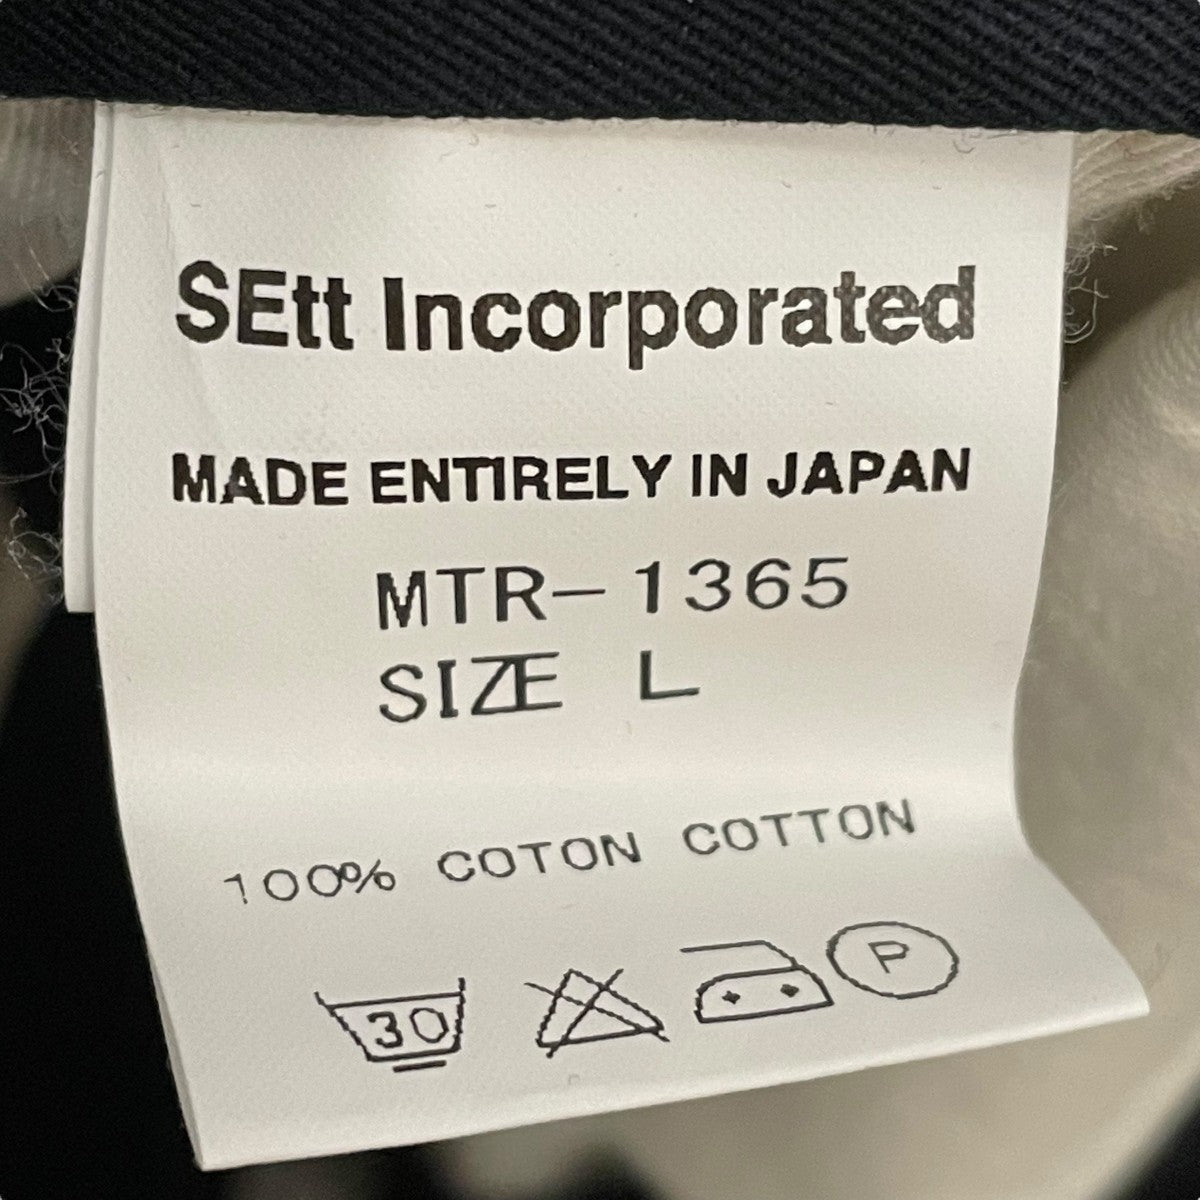 SEtt Incorporated
MADE ENTIRELY IN JAPAN
MTR-1365
SIZE L
100% COTON COTTON
30 P